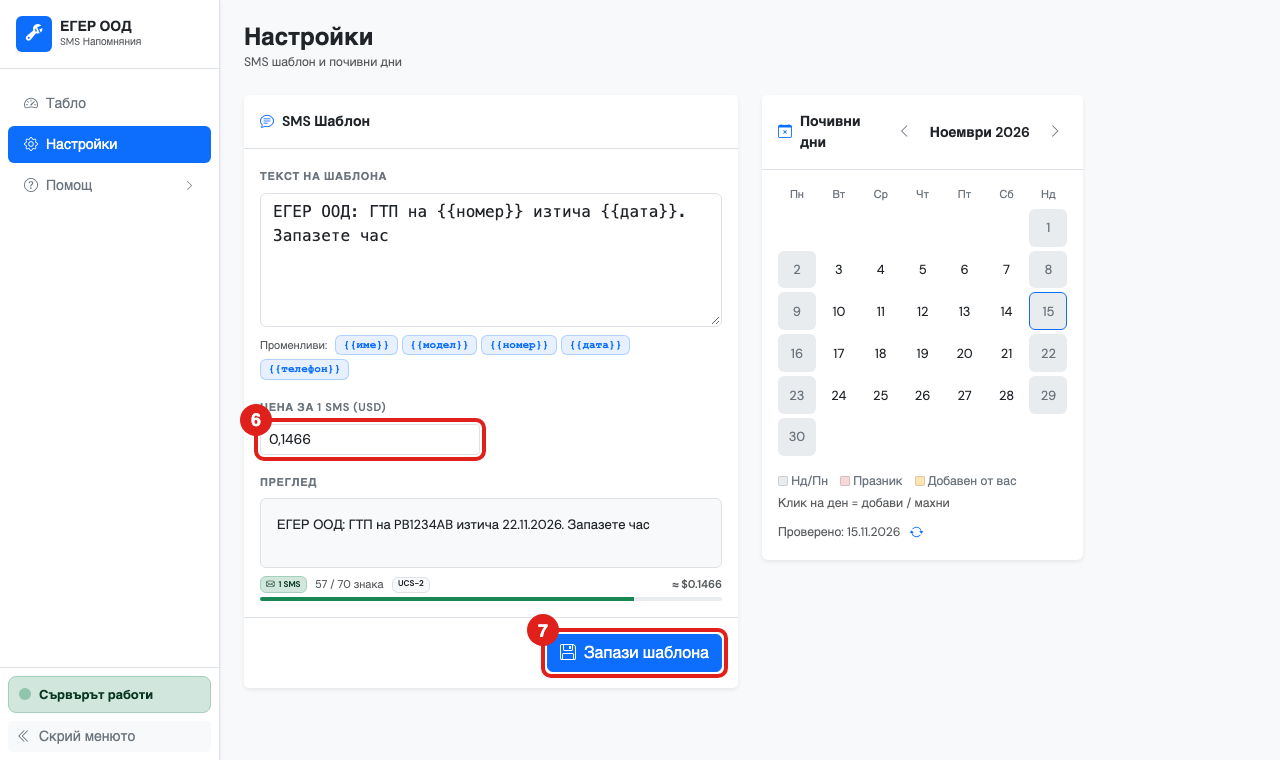 ЕГЕР ООД
SMS Напомняния
Табло
Настройки
Помощ
Сървърът работи
Скрий менюто
Настройки
SMS шаблон и почивни дни
SMS Шаблон
ТЕКСТ НА ШАБЛОНА
ЕГЕР ООД: ГТП на {{номер}} изтича {{дата}}.
Запазете час
Променливи: {{име}} {{модел}} {{номер}} {{дата}}
{{телефон}}
ЦЕНА ЗА 1 SMS (USD)
6
0,1466
ПРЕГЛЕД
ЕГЕР ООД: ГТП на PB1234AB изтича 22.11.2026. Запазете час
1 SMS 57 / 70 знака UCS-2 ≈ $0.1466
7
Запази шаблона
Почивни
дни
Ноември 2026
Пн Вт Ср Чт Пт Сб Нд
1
2 3 4 5 6 7 8
9 10 11 12 13 14 15
16 17 18 19 20 21 22
23 24 25 26 27 28 29
30
Нд/Пн Празник Добавен от вас
Клик на ден = добави / махни
Проверено: 15.11.2026